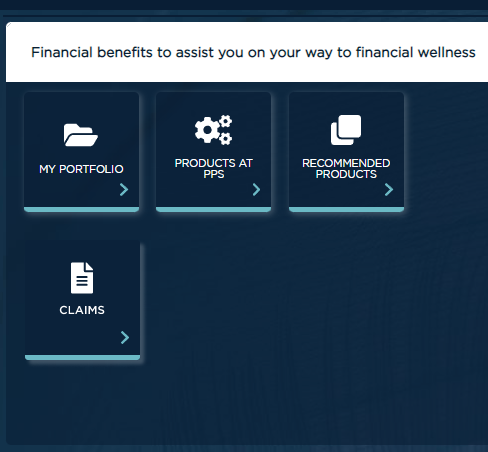 Financial benefits to assist you on your way to financial wellness
MY PORTFOLIO
PRODUCTS AT
PPS
RECOMMENDED
PRODUCTS
CLAIMS